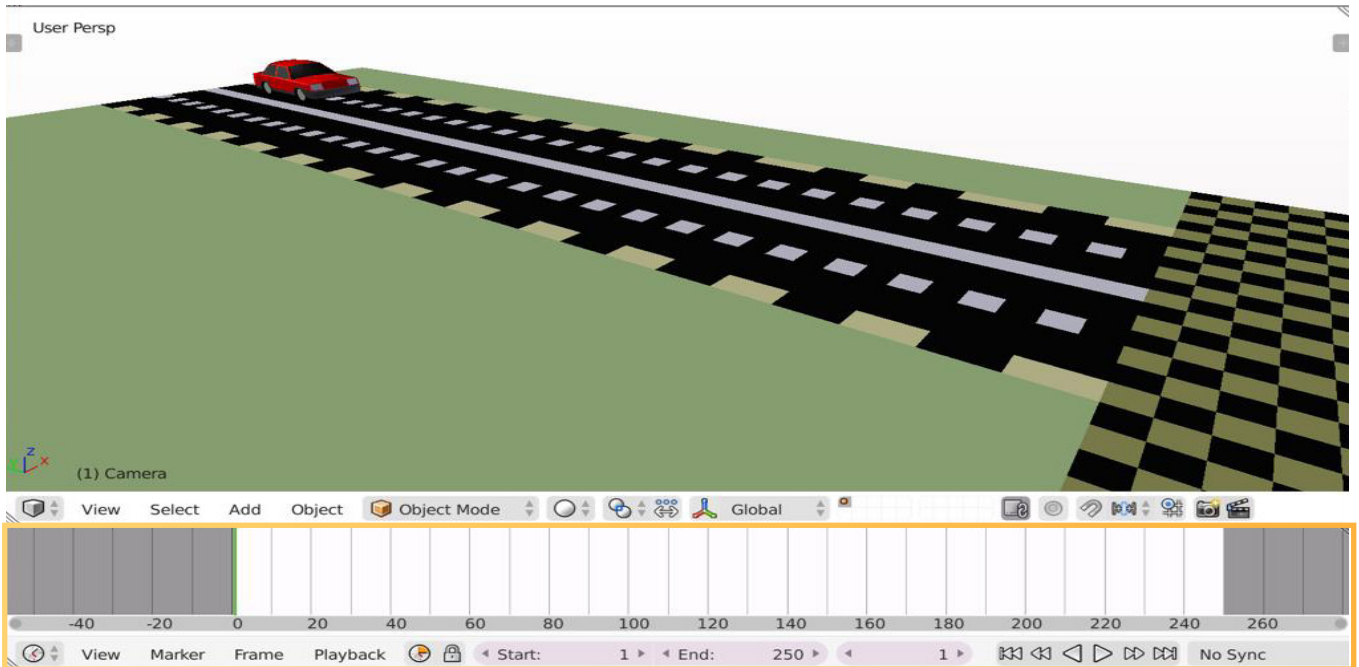 User Persp
z
x
(1) Camera
View Select Add Object Object Mode Global
-40 -20 0 20 40 60 80 100 120 140 160 180 200 220 240 260
View Marker Frame Playback Start: 1 End: 250 1 No Sync